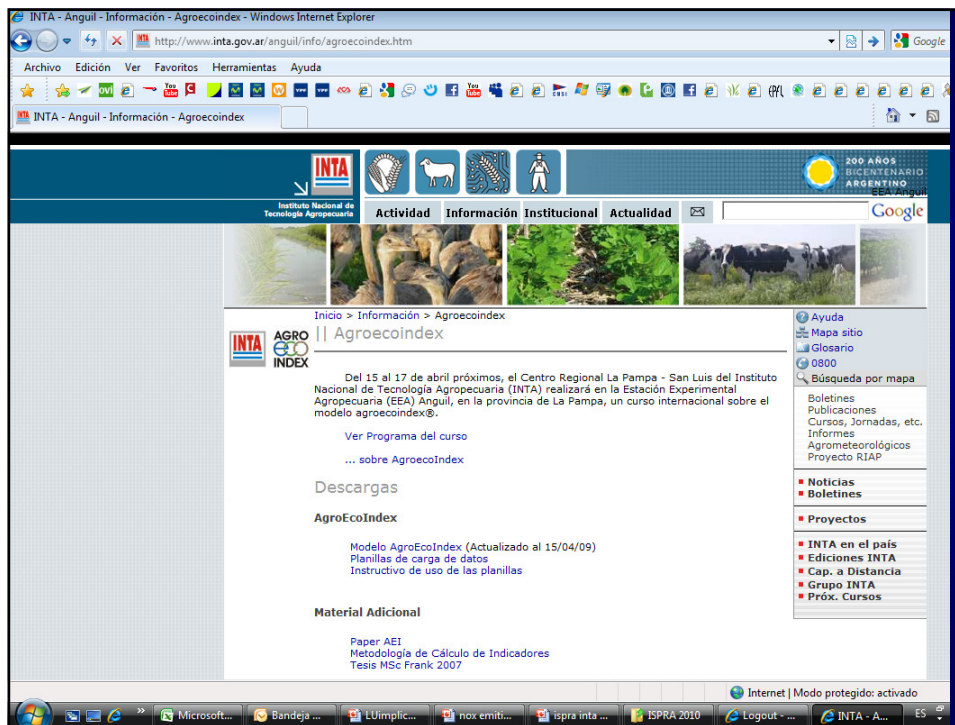 INTA - Anguil - Información - Agroecoindex - Windows Internet Explorer
http://www.inta.gov.ar/anguil/info/agroecoindex.htm
Google
Archivo Edición Ver Favoritos Herramientas Ayuda
INTA - Anguil - Información - Agroecoindex
INTA
Instituto Nacional de
Tecnología Agropecuaria
200 AÑOS
BICENTENARIO
ARGENTINO
EEA Anguil
Actividad Información Institucional Actualidad
Google
Inicio > Información > Agroecoindex
INTA
AGRO
ECO
INDEX
|| Agroecoindex
Del 15 al 17 de abril próximos, el Centro Regional La Pampa - San Luis del Instituto
Nacional de Tecnología Agropecuaria (INTA) realizará en la Estación Experimental
Agropecuaria (EEA) Anguil, en la provincia de La Pampa, un curso internacional sobre el
modelo agroecoindex®.
Ver Programa del curso
... sobre AgroecoIndex
Descargas
AgroEcoIndex
Modelo AgroEcoIndex (Actualizado al 15/04/09)
Planillas de carga de datos
Instructivo de uso de las planillas
Material Adicional
Paper AEI
Metodología de Cálculo de Indicadores
Tesis MSc Frank 2007
Ayuda
Mapa sitio
Glosario
0800
Búsqueda por mapa
Boletines
Publicaciones
Cursos, Jornadas, etc.
Informes
Agrometeorológicos
Proyecto RIAP
Noticias
Boletines
Proyectos
INTA en el país
Ediciones INTA
Cap. a Distancia
Grupo INTA
Próx. Cursos
Internet | Modo protegido: activado
Microsoft... Bandeja ... LUimplic... nox emiti... ispra inta ... ISPRA 2010 Logout - ... INTA - A... ES